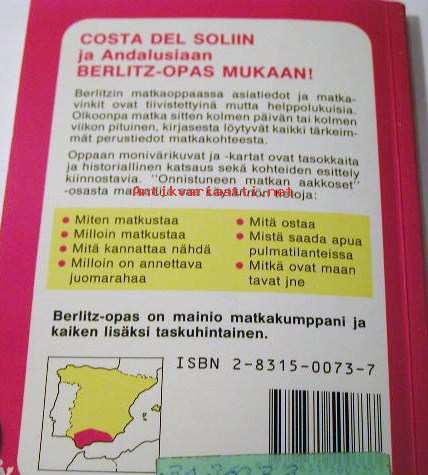 COSTA DEL SOLIIN
ja Andalusiaan
BERLITZ-OPAS MUKAAN!
Berlitzin matkaoppaassa asiatiedot ja matka-
vinkit ovat tiivistettyinä mutta helppolukuisia.
Olkoonpa matka sitten kolmen päivän tai kolmen
viikon pituinen, kirjasesta löytyvät kaikki tärkeim-
mät perustiedot matkakohteesta.
Oppaan monivärikuvat ja -kartat ovat tasokkaita
ja historiallinen katsaus sekä kohteiden esittely
kiinnostavia. "Onnistuneen matkan aakkoset"
-osasta
Antikvariaatti.net
• Miten matkustaa
• Milloin matkustaa
• Mitä kannattaa nähdä
• Milloin on annettava
juomarahaa
• Mitä ostaa
• Mistä saada apua
pulmatilanteissa
• Mitkä ovat maan
tavat jne
Berlitz-opas on mainio matkakumppani ja
kaiken lisäksi taskuhintainen.
ISBN 2-8315-0073-7